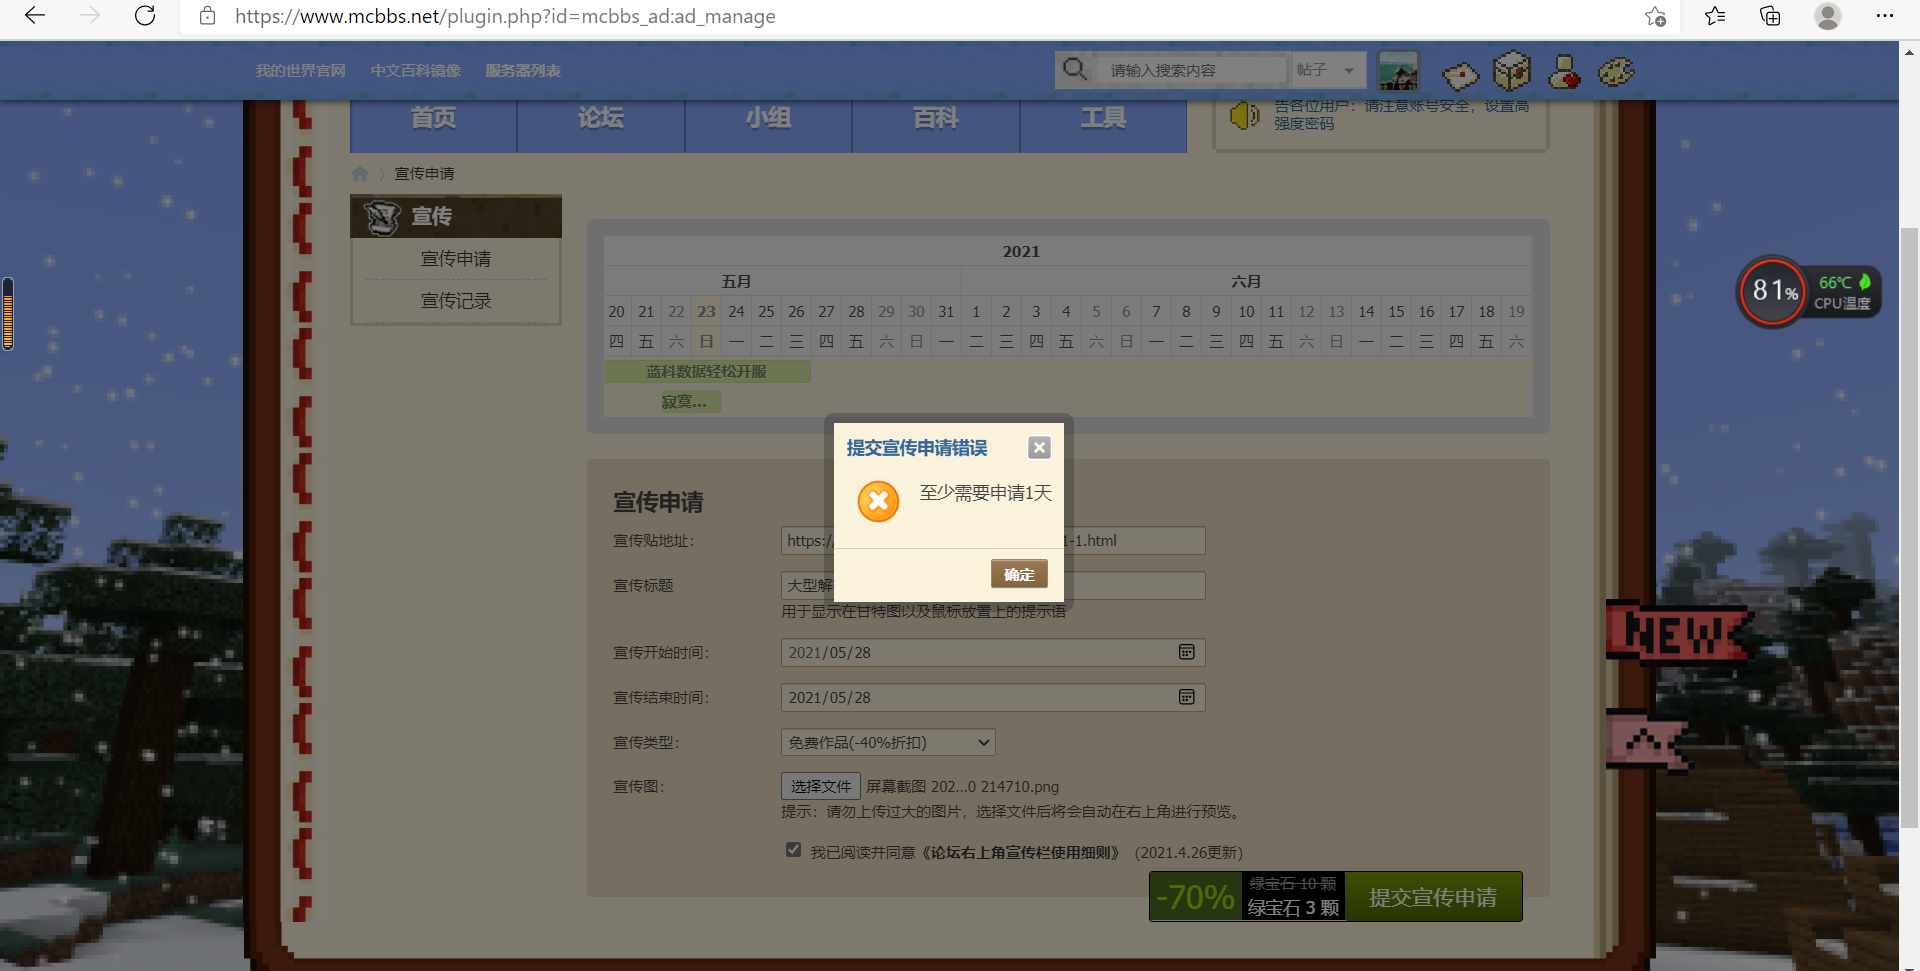 https://www.mcbbs.net/plugin.php?id=mcbbs_ad:ad_manage
我的世界官网 中文百科镜像 服务器列表
请输入搜索内容 帖子
首页 论坛 小组 百科 工具
告各位用户：请注意账号安全，设置高
强度密码
宣传申请
宣传
宣传申请
宣传记录
2021
五月 六月
20 21 22 23 24 25 26 27 28 29 30 31 1 2 3 4 5 6 7 8 9 10 11 12 13 14 15 16 17 18 19
四 五 六 日 一 二 三 四 五 六 日 一 二 三 四 五 六 日 一 二 三 四 五 六 日 一 二 三 四 五 六
蓝科数据轻松开服
寂寞...
81% 66℃
CPU温度
提交宣传申请错误
至少需要申请1天
确定
宣传申请
宣传贴地址： https:/ 1-1.html
宣传标题 大型解
用于显示在甘特图以及鼠标放置上的提示语
宣传开始时间： 2021/05/28
宣传结束时间： 2021/05/28
宣传类型： 免费作品(-40%折扣)
宣传图： 选择文件 屏幕截图 202...0 214710.png
提示：请勿上传过大的图片，选择文件后将会自动在右上角进行预览。
我已阅读并同意《论坛右上角宣传栏使用细则》（2021.4.26更新）
-70% 绿宝石 10 颗
绿宝石 3 颗
提交宣传申请
NEW